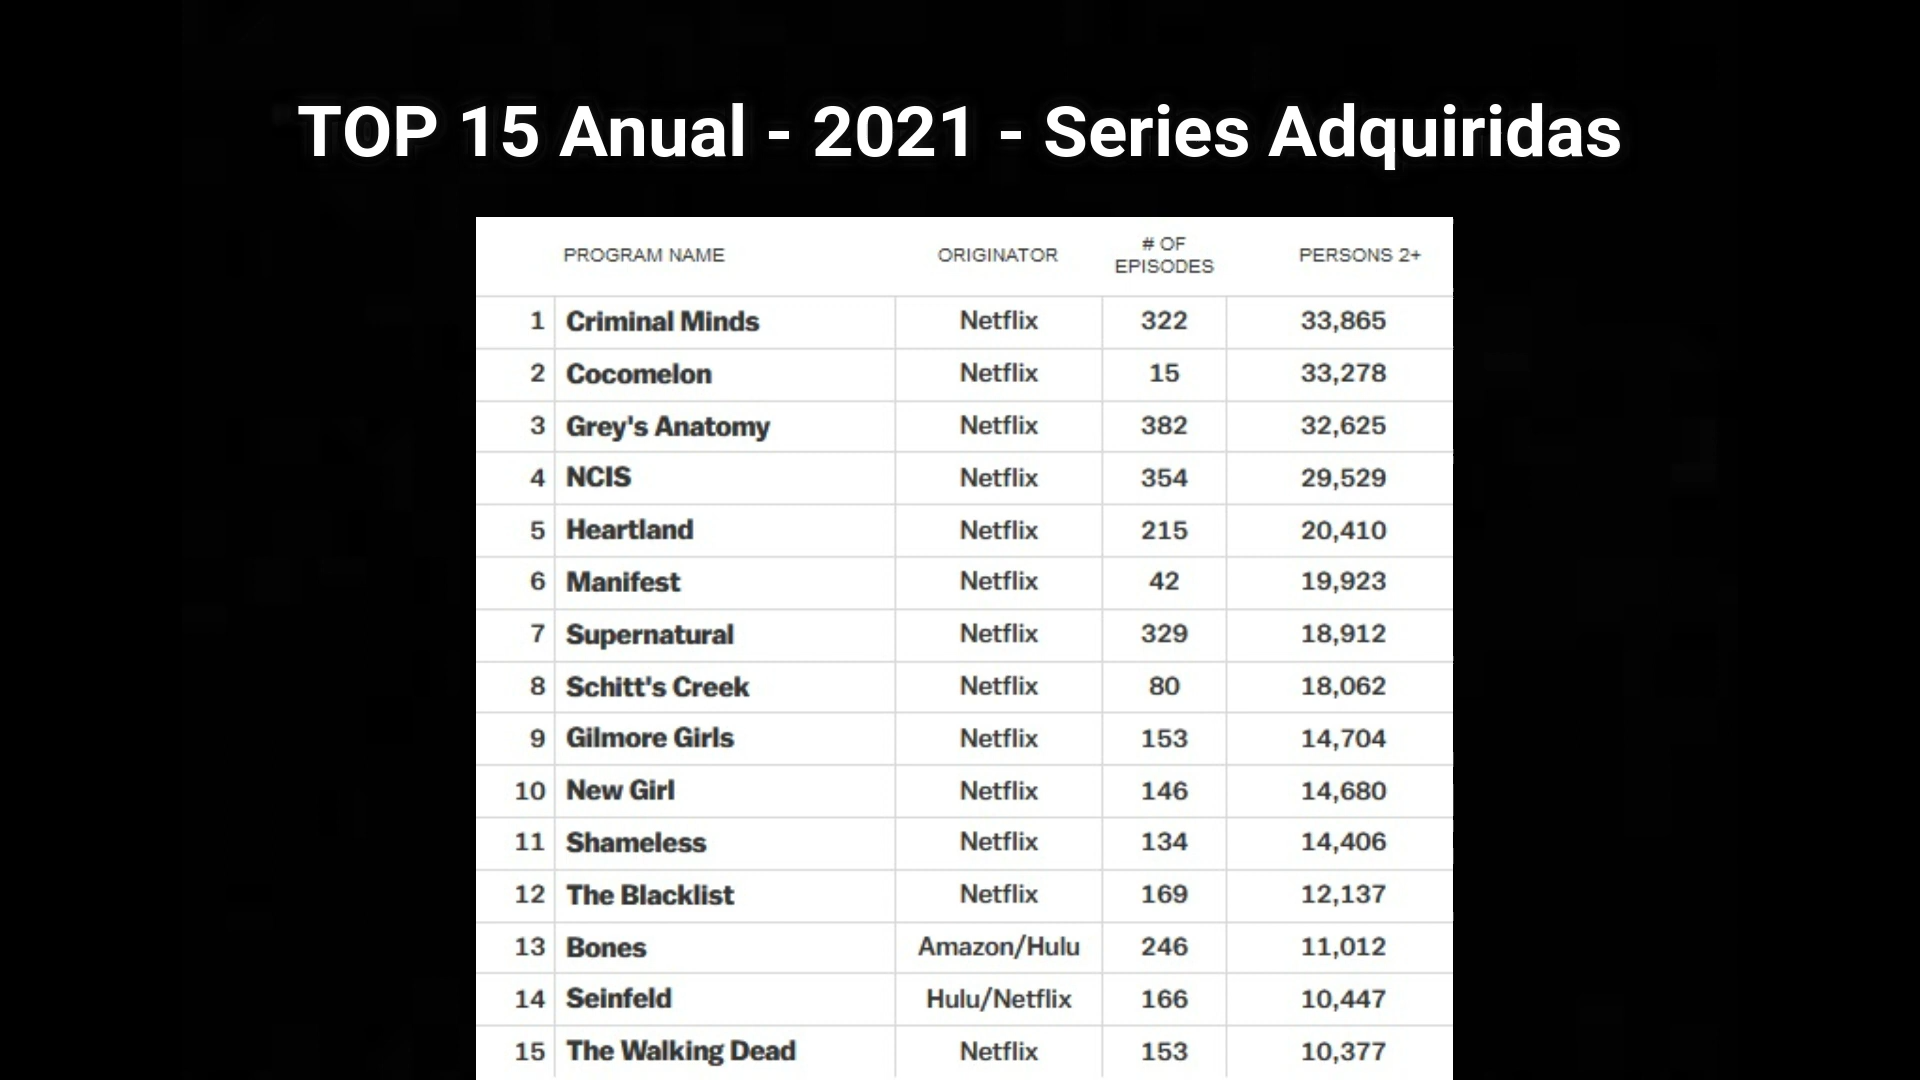 TOP 15 Anual - 2021 - Series Adquiridas
PROGRAM NAME ORIGINATOR # OF EPISODES PERSONS 2+
1 Criminal Minds Netflix 322 33,865
2 Cocomelon Netflix 15 33,278
3 Grey's Anatomy Netflix 382 32,625
4 NCIS Netflix 354 29,529
5 Heartland Netflix 215 20,410
6 Manifest Netflix 42 19,923
7 Supernatural Netflix 329 18,912
8 Schitt's Creek Netflix 80 18,062
9 Gilmore Girls Netflix 153 14,704
10 New Girl Netflix 146 14,680
11 Shameless Netflix 134 14,406
12 The Blacklist Netflix 169 12,137
13 Bones Amazon/Hulu 246 11,012
14 Seinfeld Hulu/Netflix 166 10,447
15 The Walking Dead Netflix 153 10,377